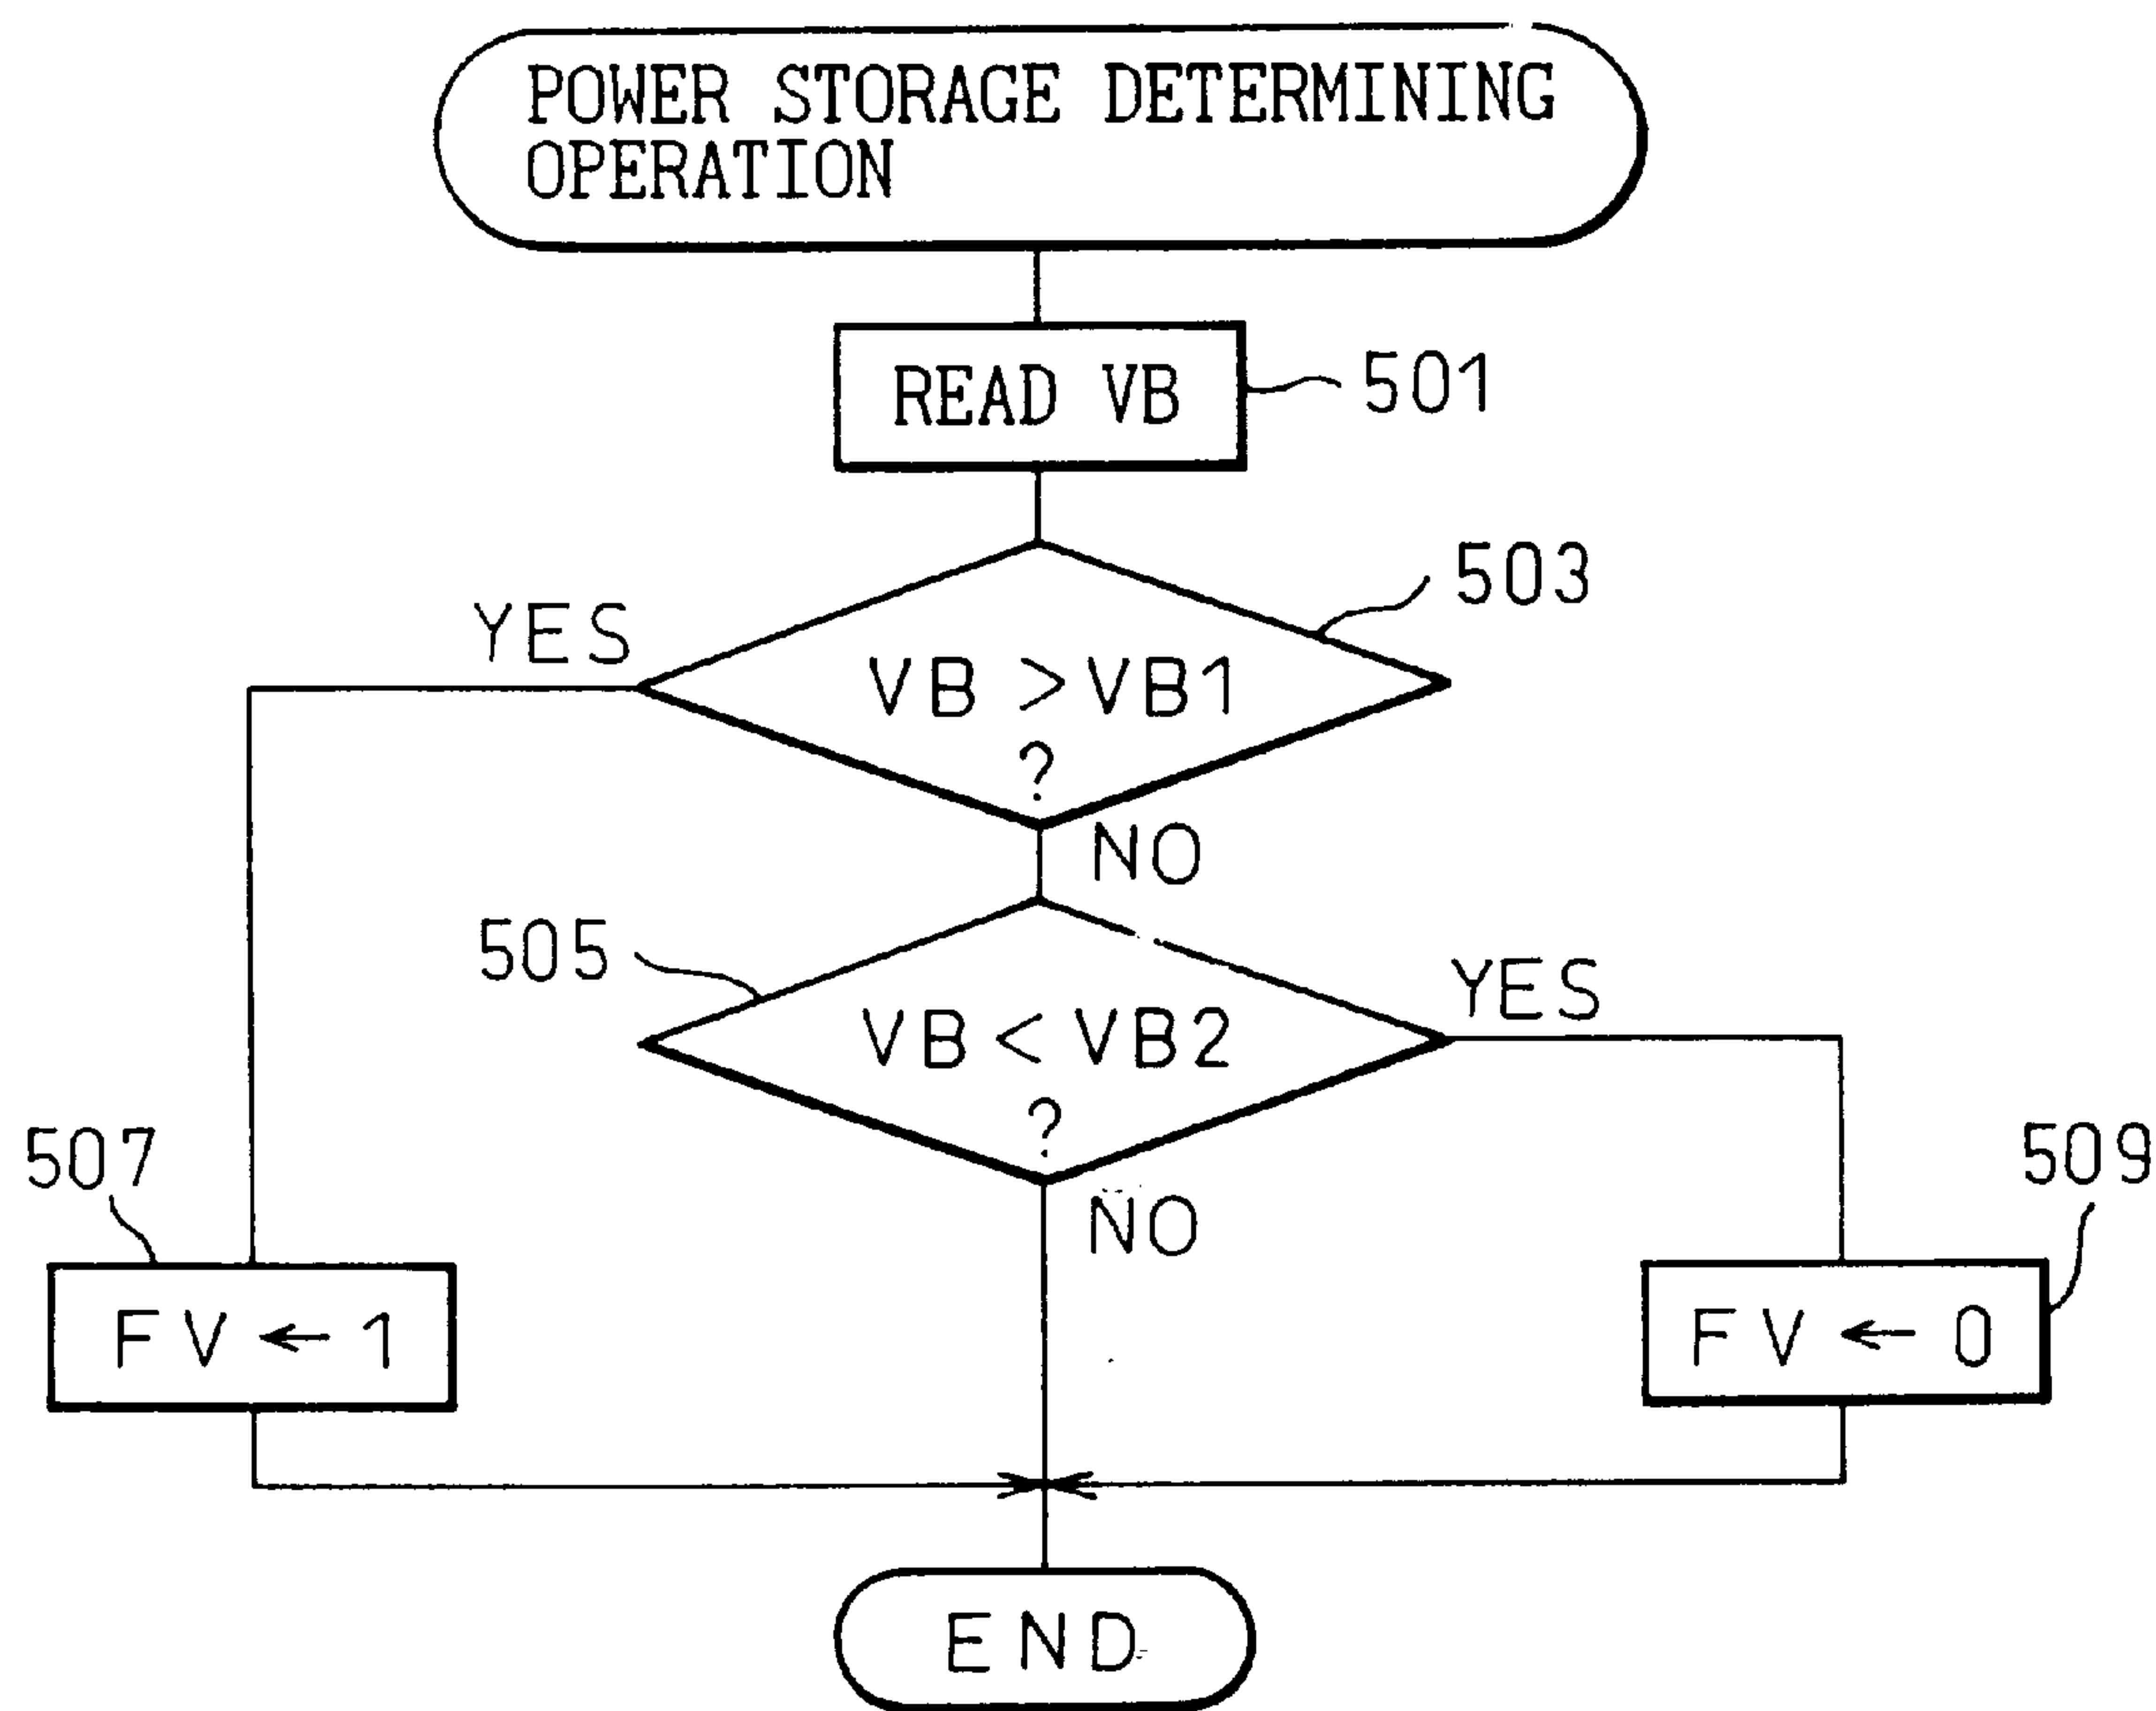 POWER STORAGE DETERMINING
OPERATION
READ VB
501
503
YES
VB > VB1
?
NO
505
YES
VB < VB2
?
NO
507
509
FV ← 1
FV ← 0
END